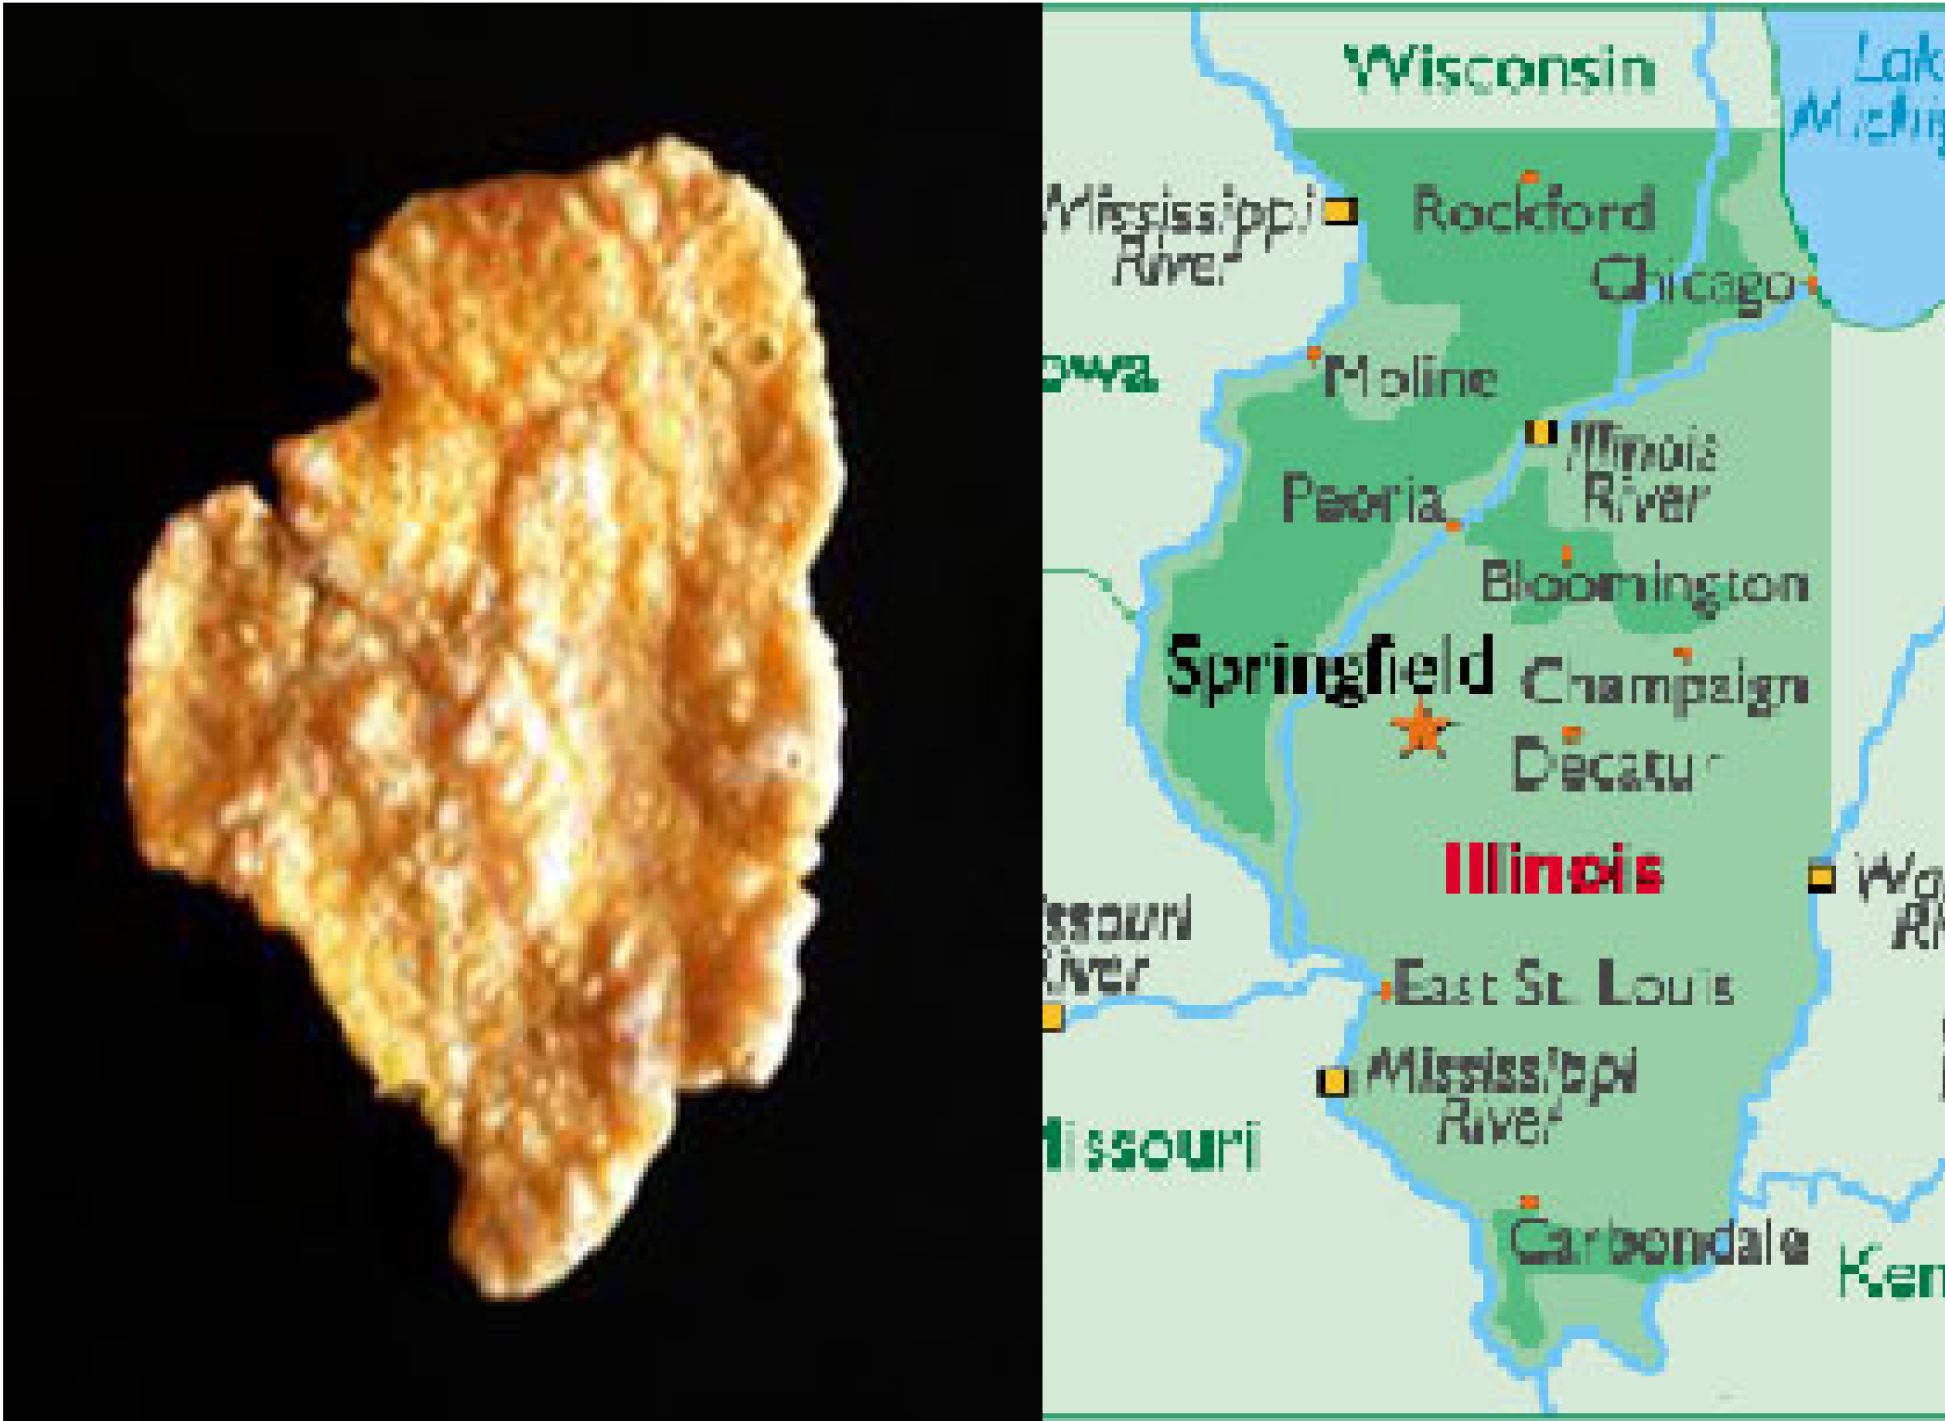 Wisconsin
Lak
Michig
Mississippi
River
Rockford
Chicago
owa
Moline
Illinois
River
Peoria
Bloomington
Springfield
Champaign
Decatur
Illinois
Wa
Ri
ssouri
River
East St. Louis
Mississippi
River
Missouri
Carbondale
Ken